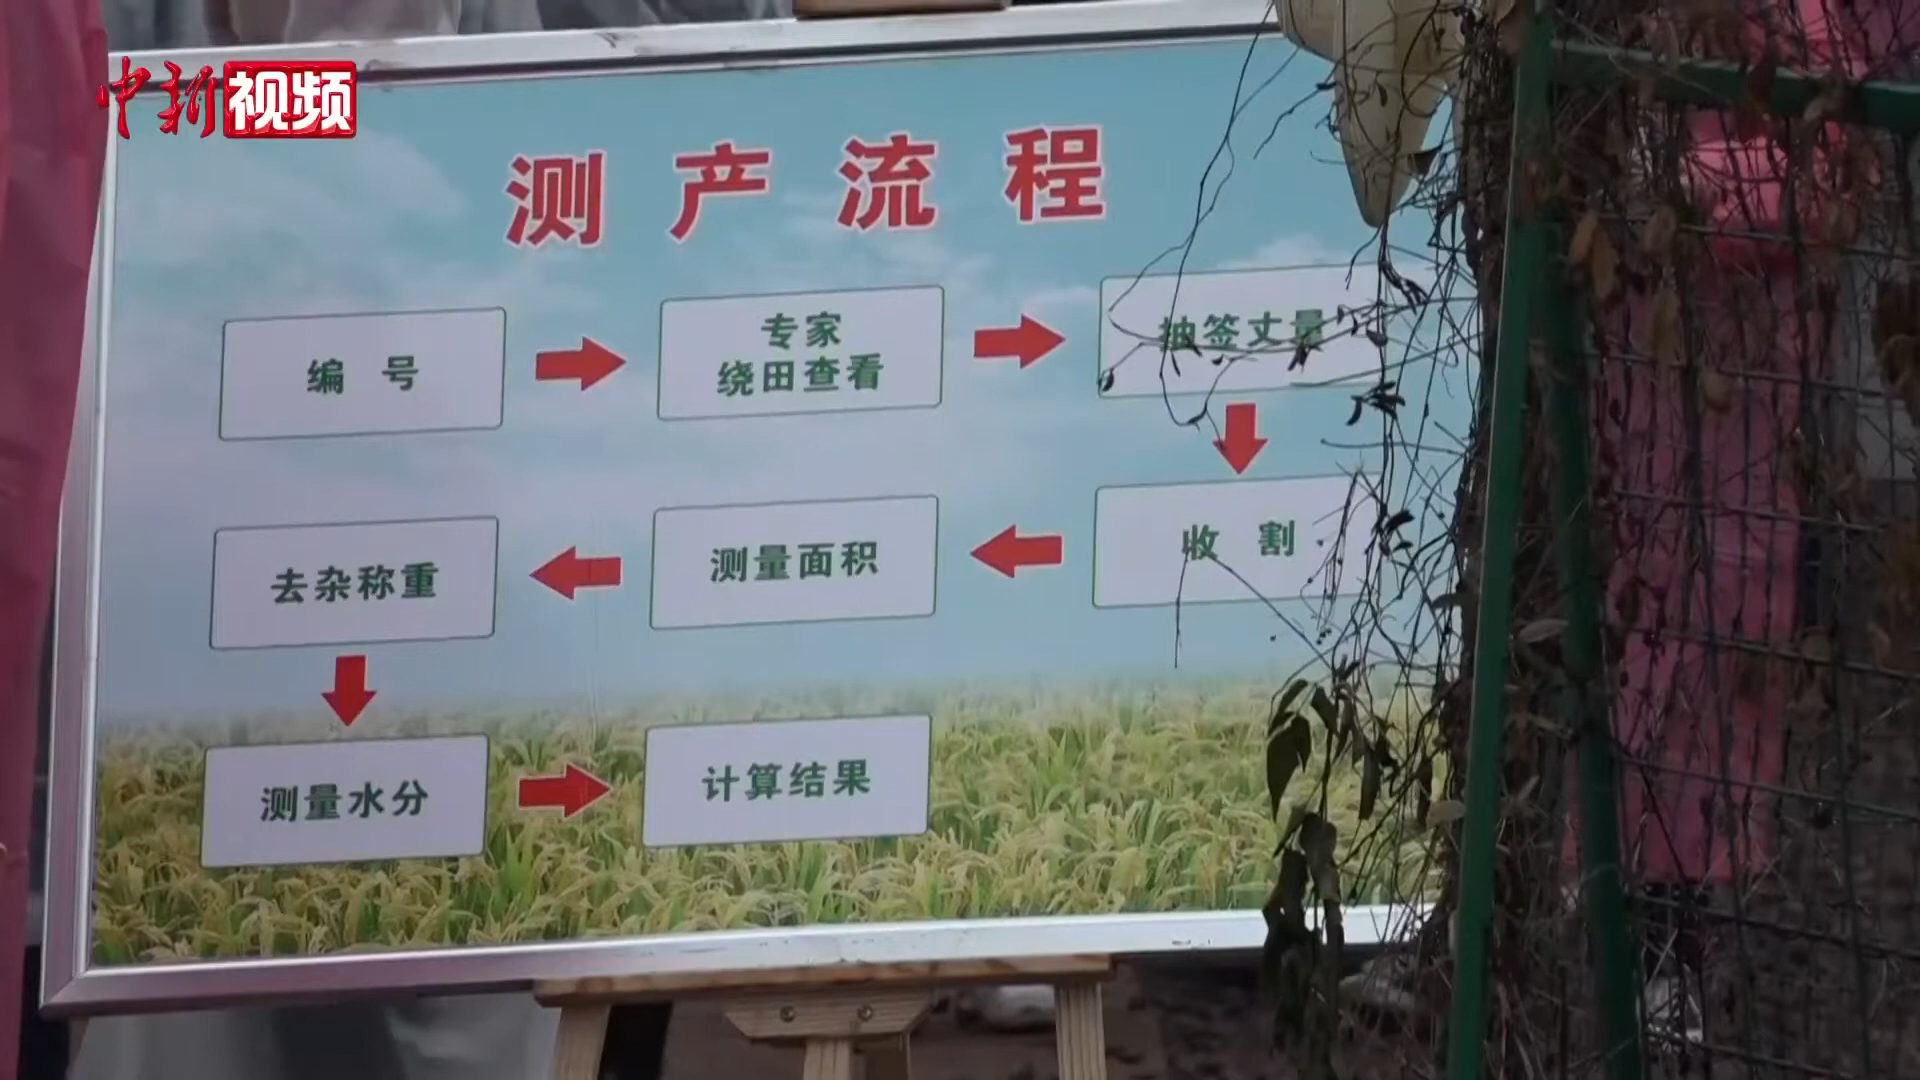 中新视频
测产流程
编号
专家
绕田查看
抽签丈量
收割
测量面积
去杂称重
测量水分
计算结果